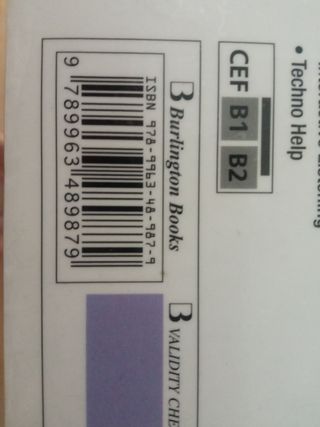 • Techno Help
CEF B1 B2
B Burlington Books
ISBN 978-9963-48-987-9
9 789963 489879
B VALIDITY CHE